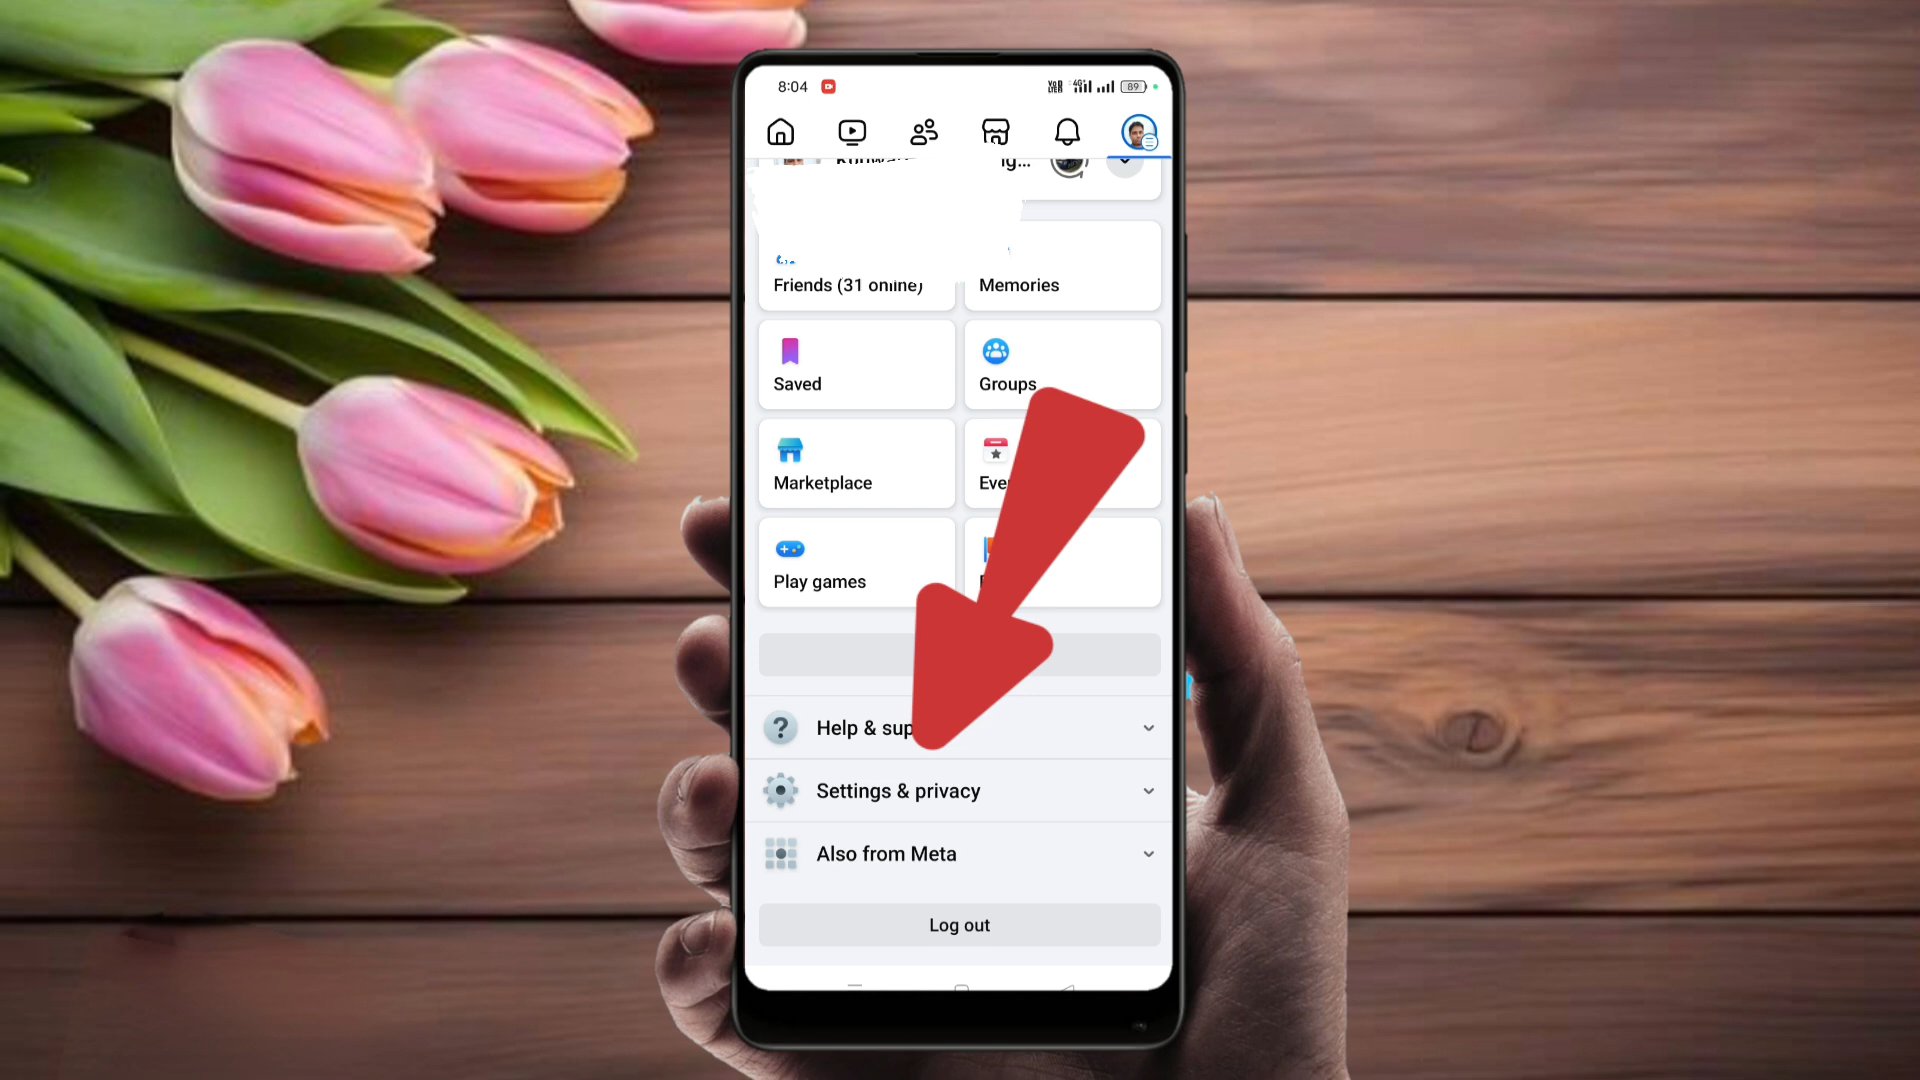 8:04 89
Friends (31 online) Memories
Saved Groups
Marketplace
Play games
Help & sup
Settings & privacy
Also from Meta
Log out